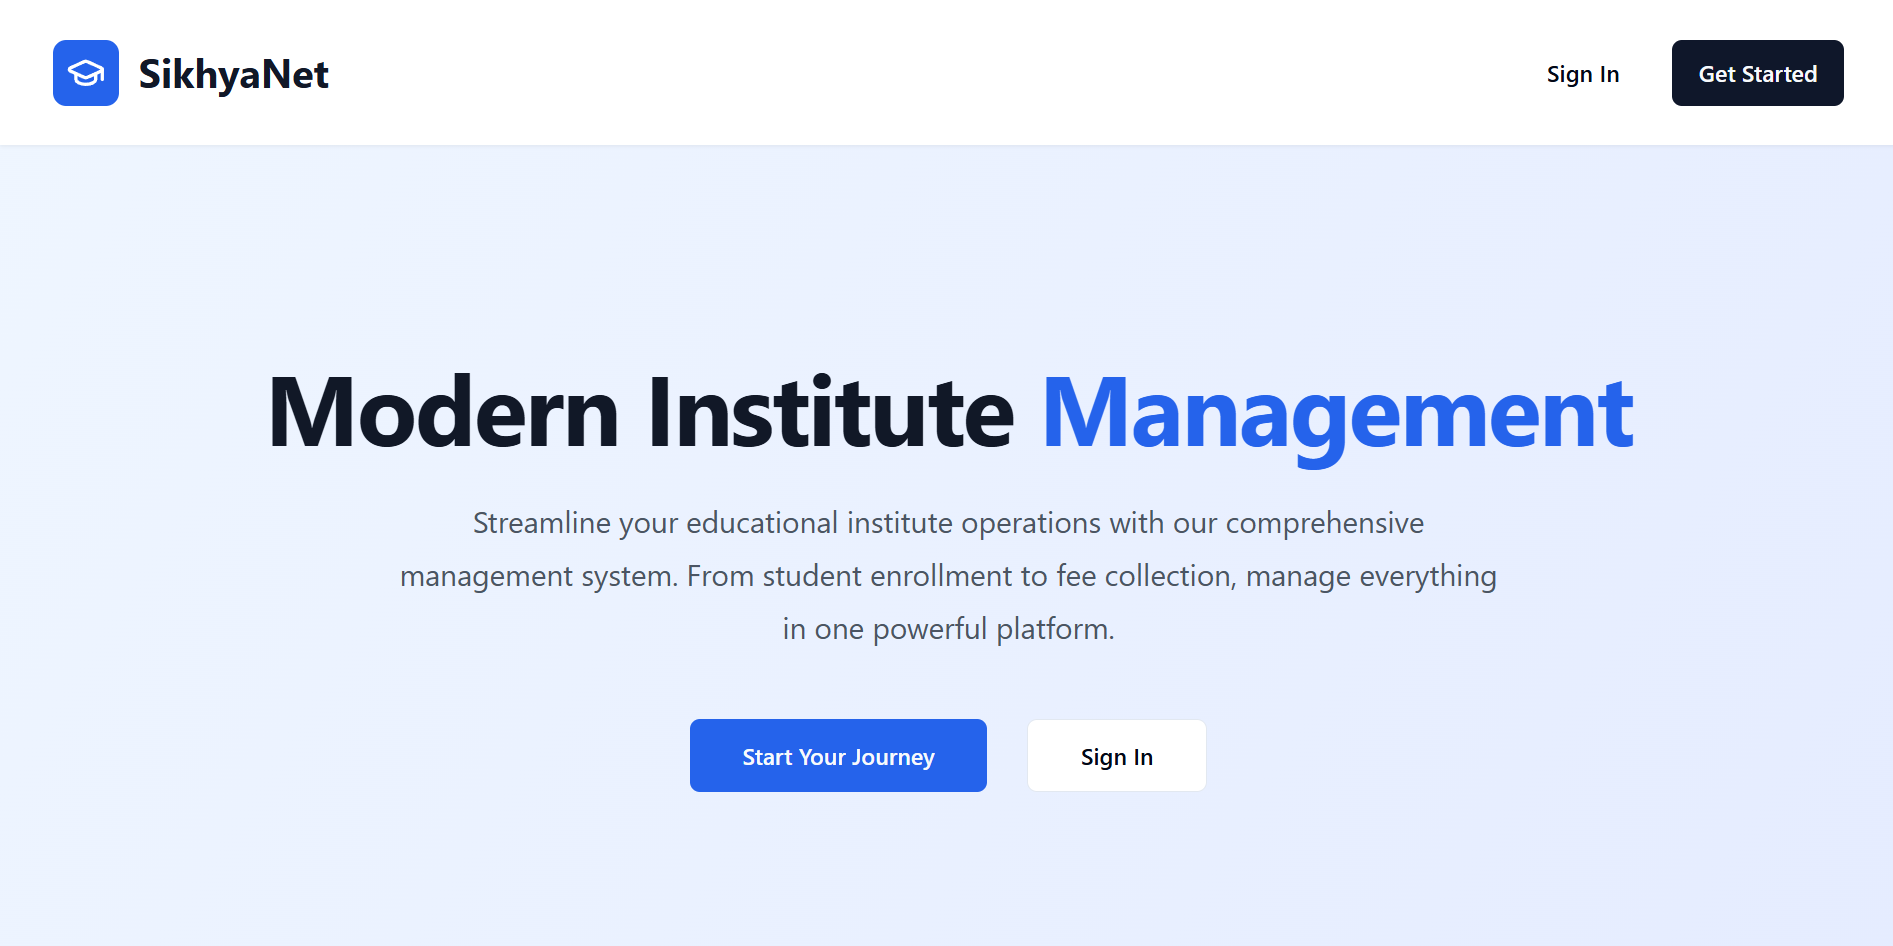 SikhyaNet
Sign In
Get Started
Modern Institute Management
Streamline your educational institute operations with our comprehensive
management system. From student enrollment to fee collection, manage everything
in one powerful platform.
Start Your Journey
Sign In